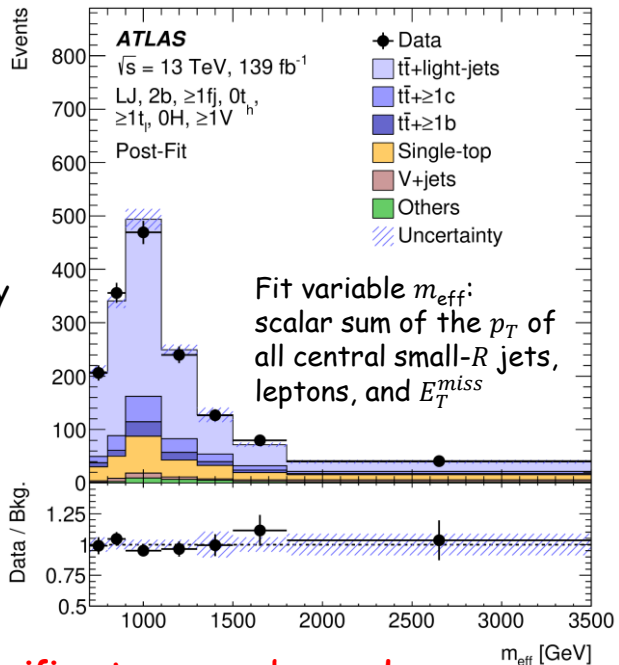 Events
800
700
600
500
400
300
200
100
0
ATLAS
√s = 13 TeV, 139 fb⁻¹
LJ, 2b, ≥1fj, 0tₕ,
≥1tₗ, 0H, ≥1V
Post-Fit
Data
tt̄+light-jets
tt̄+≥1c
tt̄+≥1b
Single-top
V+jets
Others
Uncertainty
y
Fit variable m_eff:
scalar sum of the p_T of
all central small-R jets,
leptons, and E_T^miss
Data / Bkg.
1.25
1
0.75
0.5
1000 1500 2000 2500 3000 3500
m_eff [GeV]